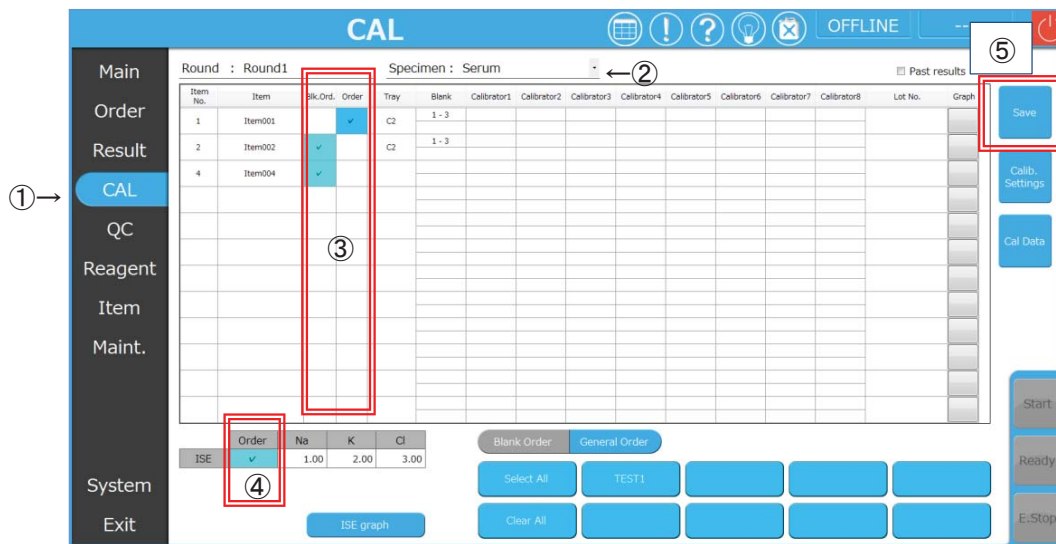 CAL
OFFLINE
--
⑤
①→
Main
Order
Result
CAL
QC
Reagent
Item
Maint.
System
Exit
Round : Round1 Specimen : Serum ←② Past results
Item No. Item Blk.Ord. Order Tray Blank Calibrator1 Calibrator2 Calibrator3 Calibrator4 Calibrator5 Calibrator6 Calibrator7 Calibrator8 Lot No. Graph
1 Item001 ✓ C2 1 - 3
2 Item002 ✓ C2 1 - 3
4 Item004 ✓
③
Order Na K Cl
ISE ✓ 1.00 2.00 3.00
④
ISE graph
Blank Order General Order
Select All TEST1
Clear All
Save
Calib.
Settings
Cal Data
Start
Ready
E.Stop